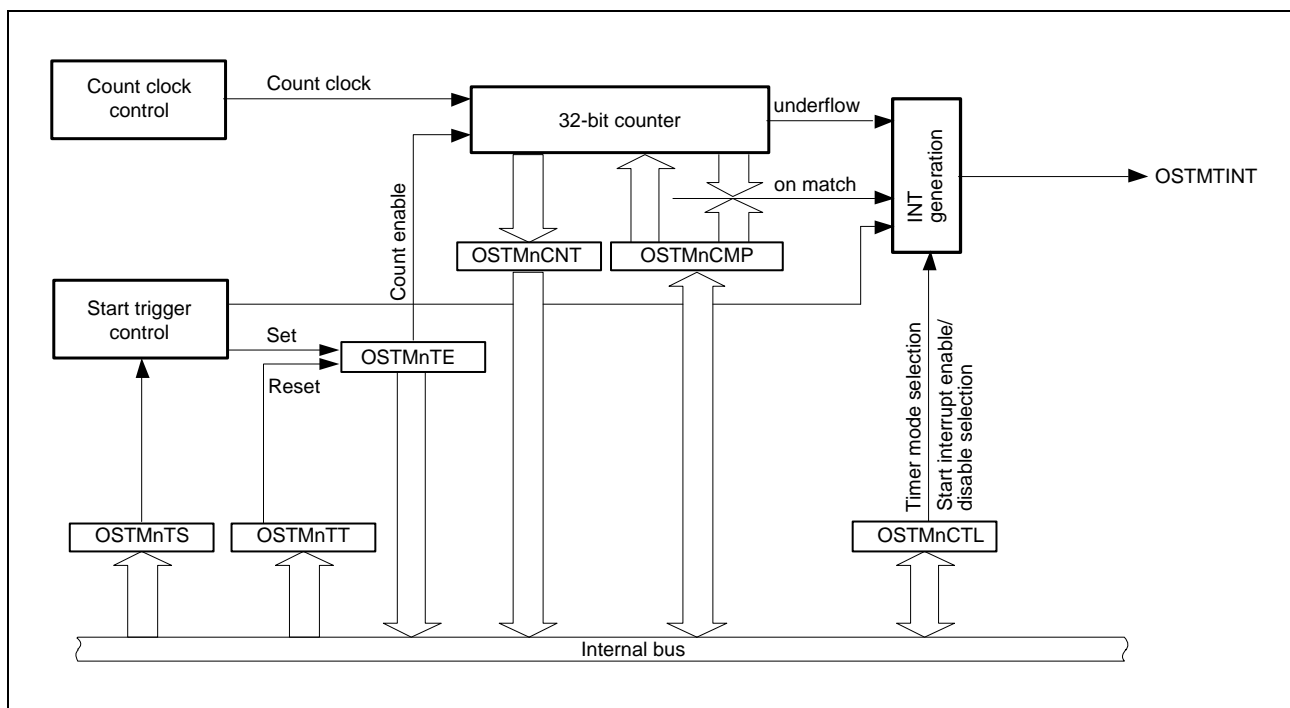 Count clock
control
Count clock
32-bit counter
underflow
on match
INT
generation
OSTMTINT
Count enable
OSTMnCNT
OSTMnCMP
Start trigger
control
Set
Reset
OSTMnTE
Timer mode selection
Start interrupt enable/
disable selection
OSTMnTS
OSTMnTT
OSTMnCTL
Internal bus